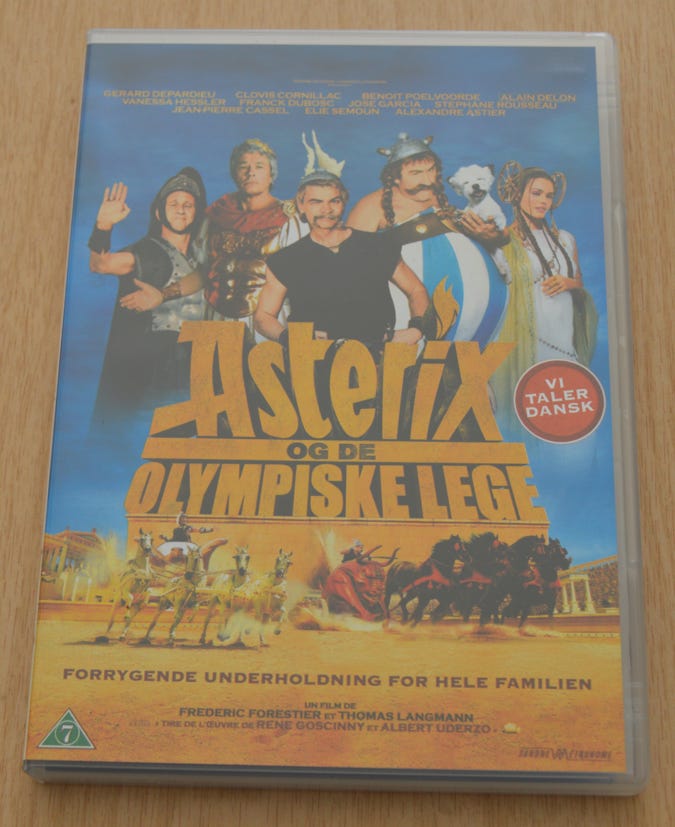 GERARD DEPARDIEU CLOVIS CORNILLAC BENOIT POELVOORDE ALAIN DELON
VANESSA HESSLER FRANCK DUBOSC JOSE GARCIA STEPHANE ROUSSEAU
JEAN-PIERRE CASSEL ELIE SEMOUN ALEXANDRE ASTIER
Asterix
OG DE
OLYMPISKE LEGE
VI
TALER
DANSK
FORRYGENDE UNDERHOLDNING FOR HELE FAMILIEN
UN FILM DE
FREDERIC FORESTIER ET THOMAS LANGMANN
TIRE DE L'ŒUVRE DE RENE GOSCINNY ET ALBERT UDERZO
7